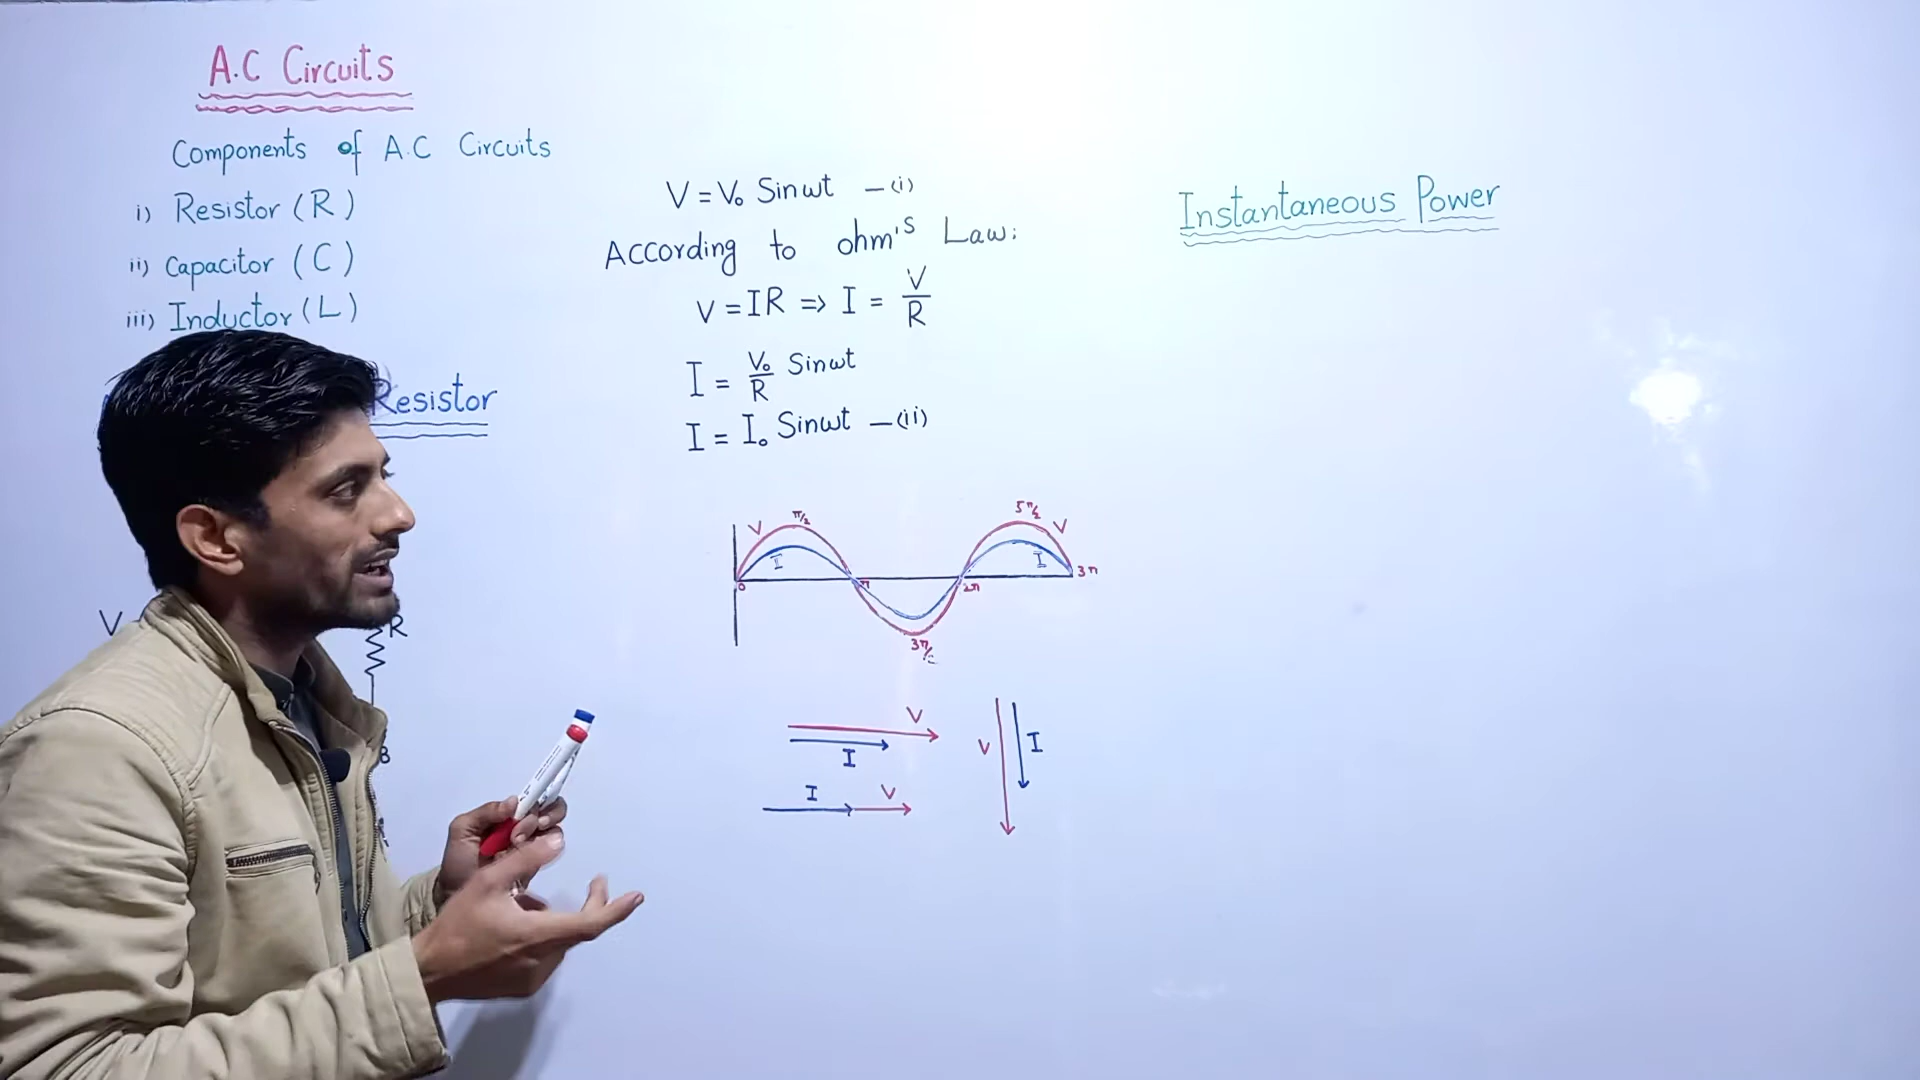 A.C Circuits
Components of A.C Circuits
i) Resistor (R)
ii) Capacitor (C)
iii) Inductor (L)
Resistor
V
R
B
V = V₀ Sinωt —(i)
According to ohm's Law:
V = IR ⇒ I = V/R
I = V₀/R Sinωt
I = I₀ Sinωt —(ii)
V π/2 5π/2 V
I I
0 π 2π 3π
3π/2
V
I
I V
V I
Instantaneous Power